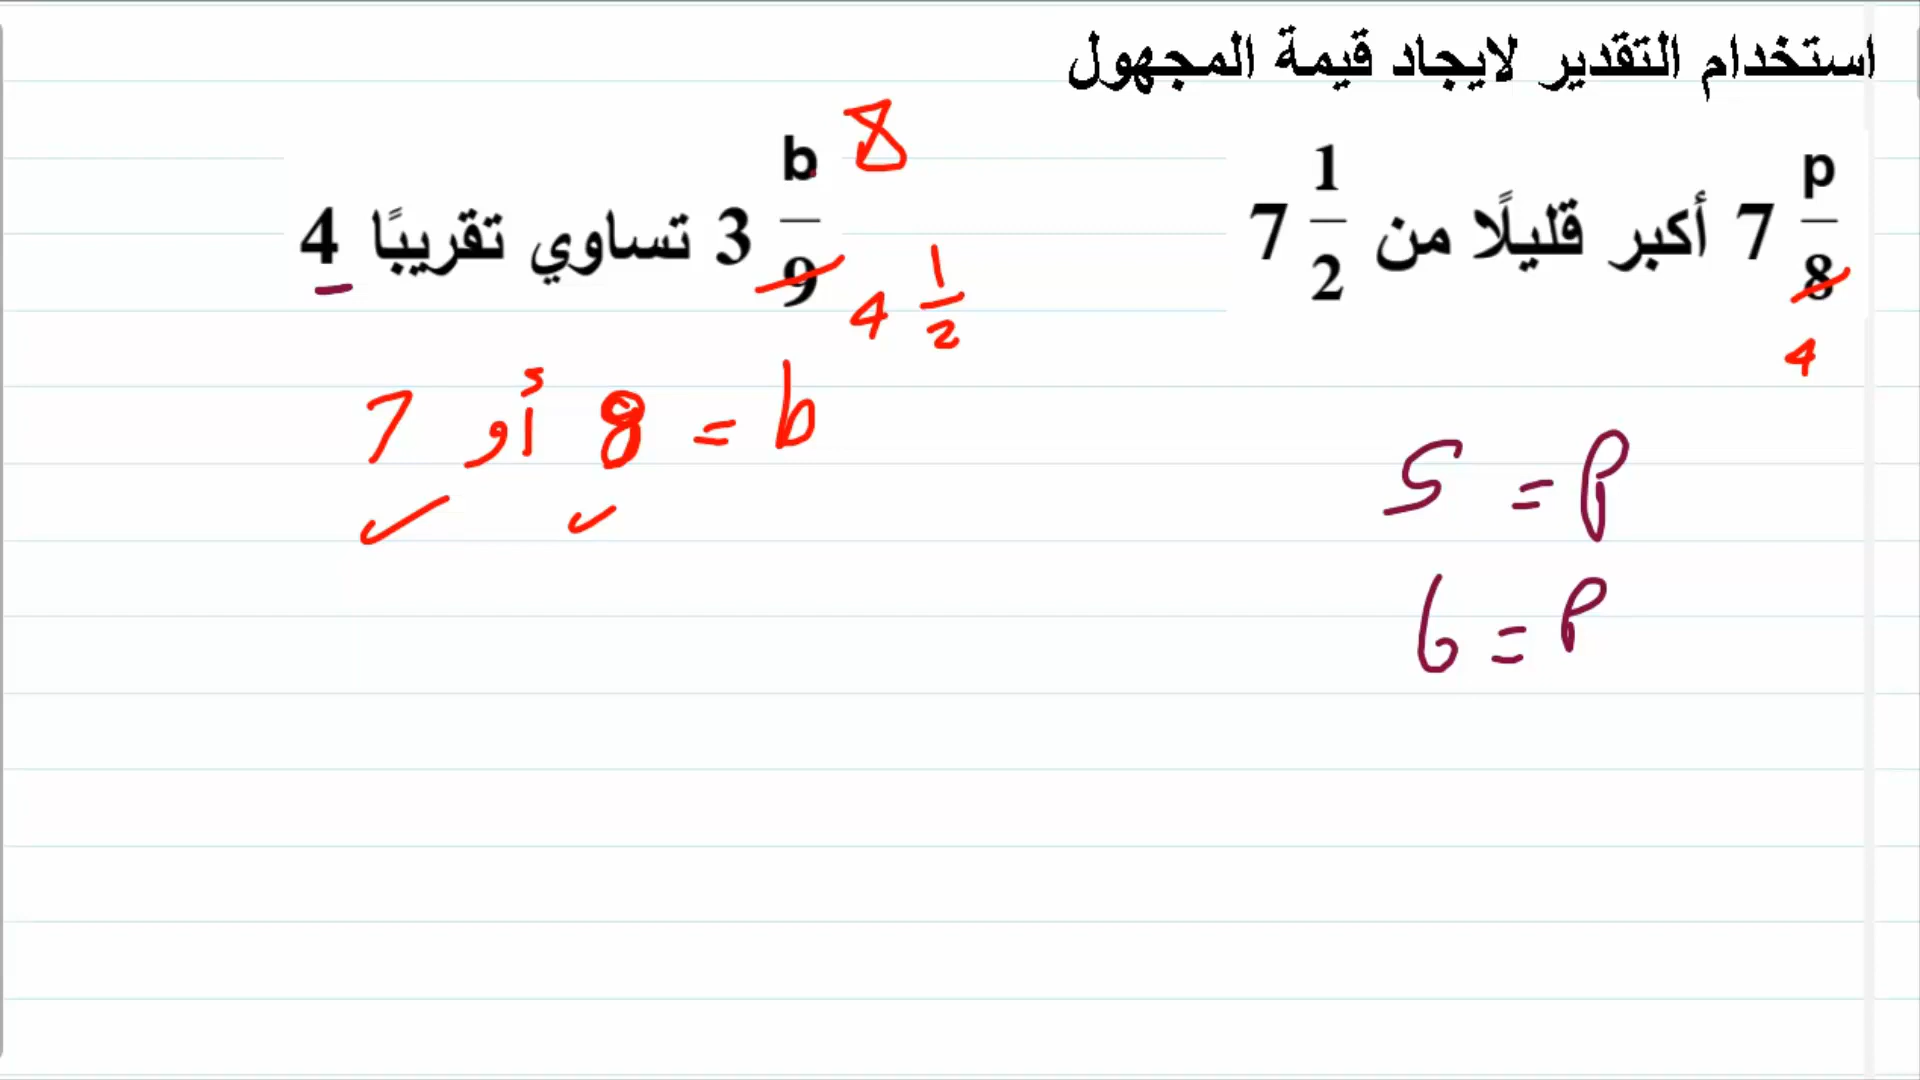 استخدام التقدير لايجاد قيمة المجهول
7 p/8 أكبر قليلًا من 7 1/2
4
3 b/9 تساوي تقريبًا 4
8
4 1/2
b = 8 أو 7
p = 5
p = 6